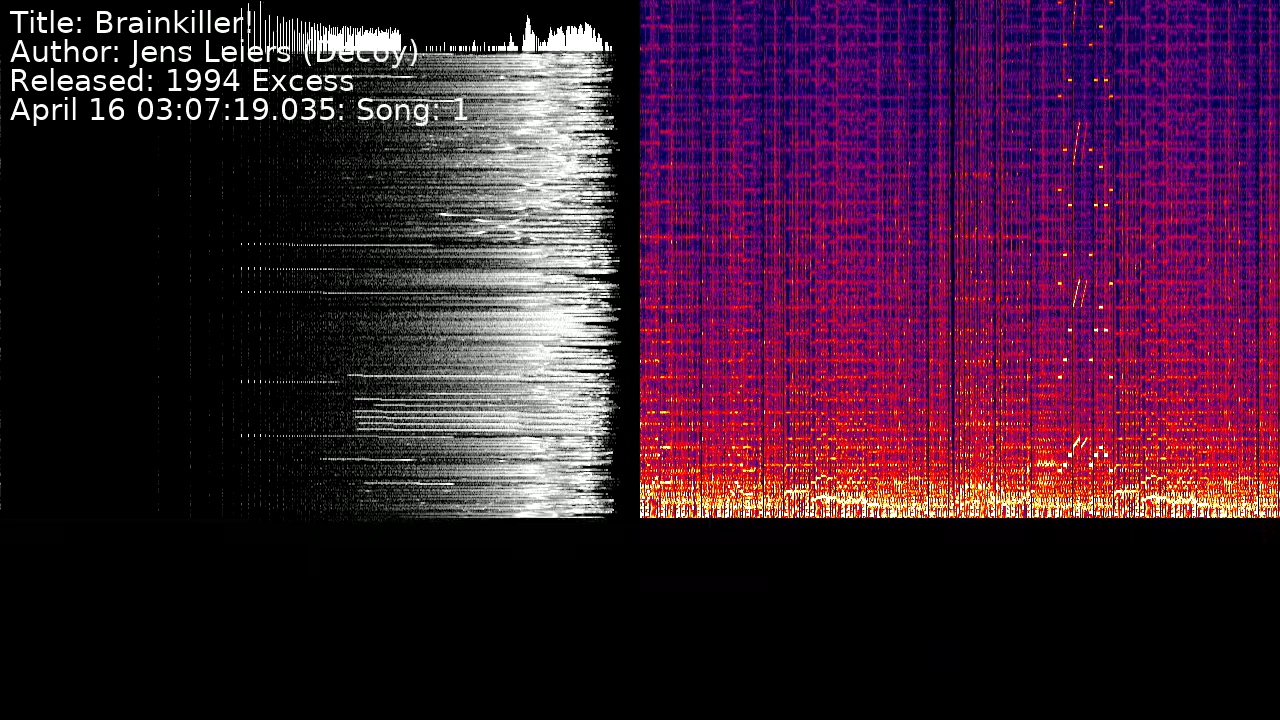 Title: Brainkiller!
Author: Jens Leiers (Decoy)
Released: 1994 Excess
April 16 03:07:19.035: Song: 1